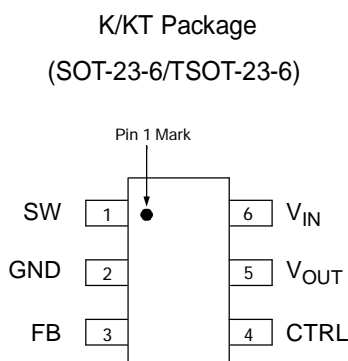 K/KT Package
(SOT-23-6/TSOT-23-6)
Pin 1 Mark
SW 1 6 VIN
GND 2 5 VOUT
FB 3 4 CTRL